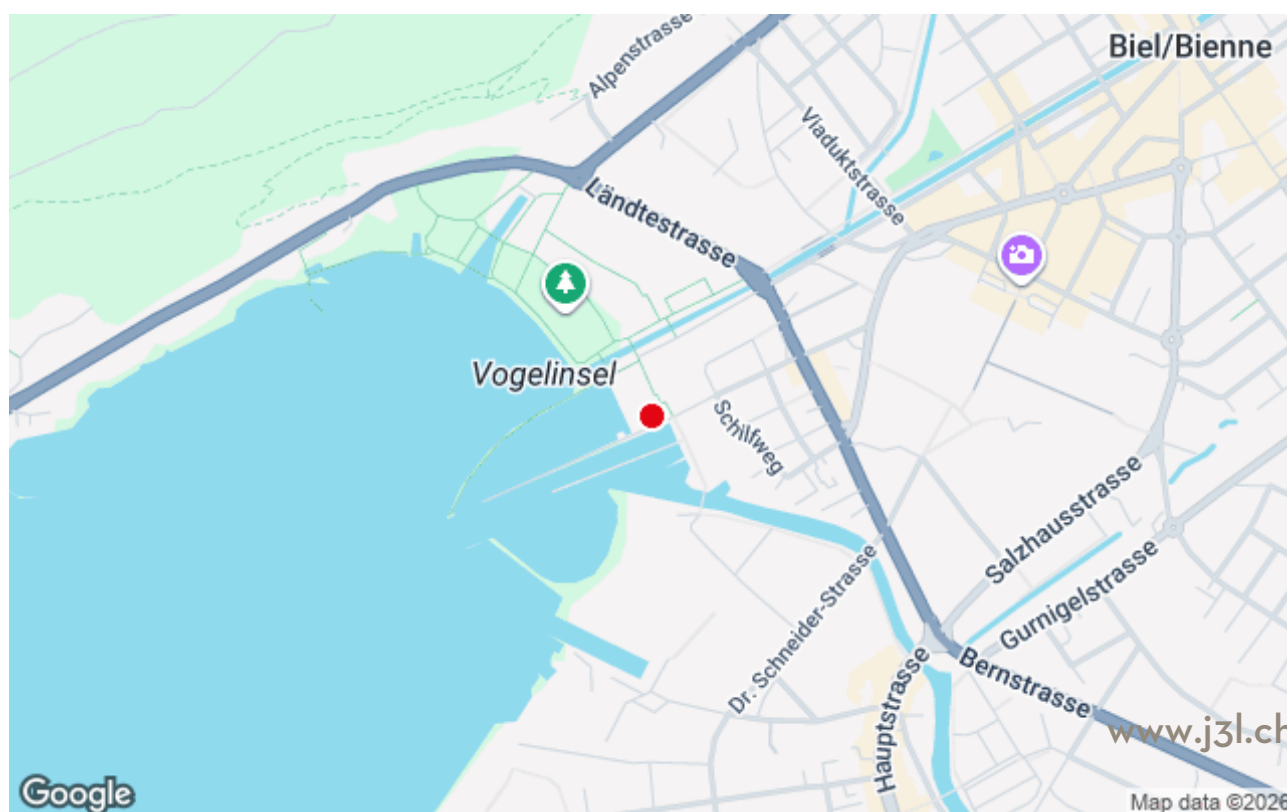 Biel/Bienne
Alpenstrasse
Viaduktstrasse
Ländtestrasse
Vogelinsel
Schilfweg
Salzhausstrasse
Gurnigelstrasse
Dr. Schneider-Strasse
Hauptstrasse
Bernstrasse
www.j3l.ch
Google
Map data ©202